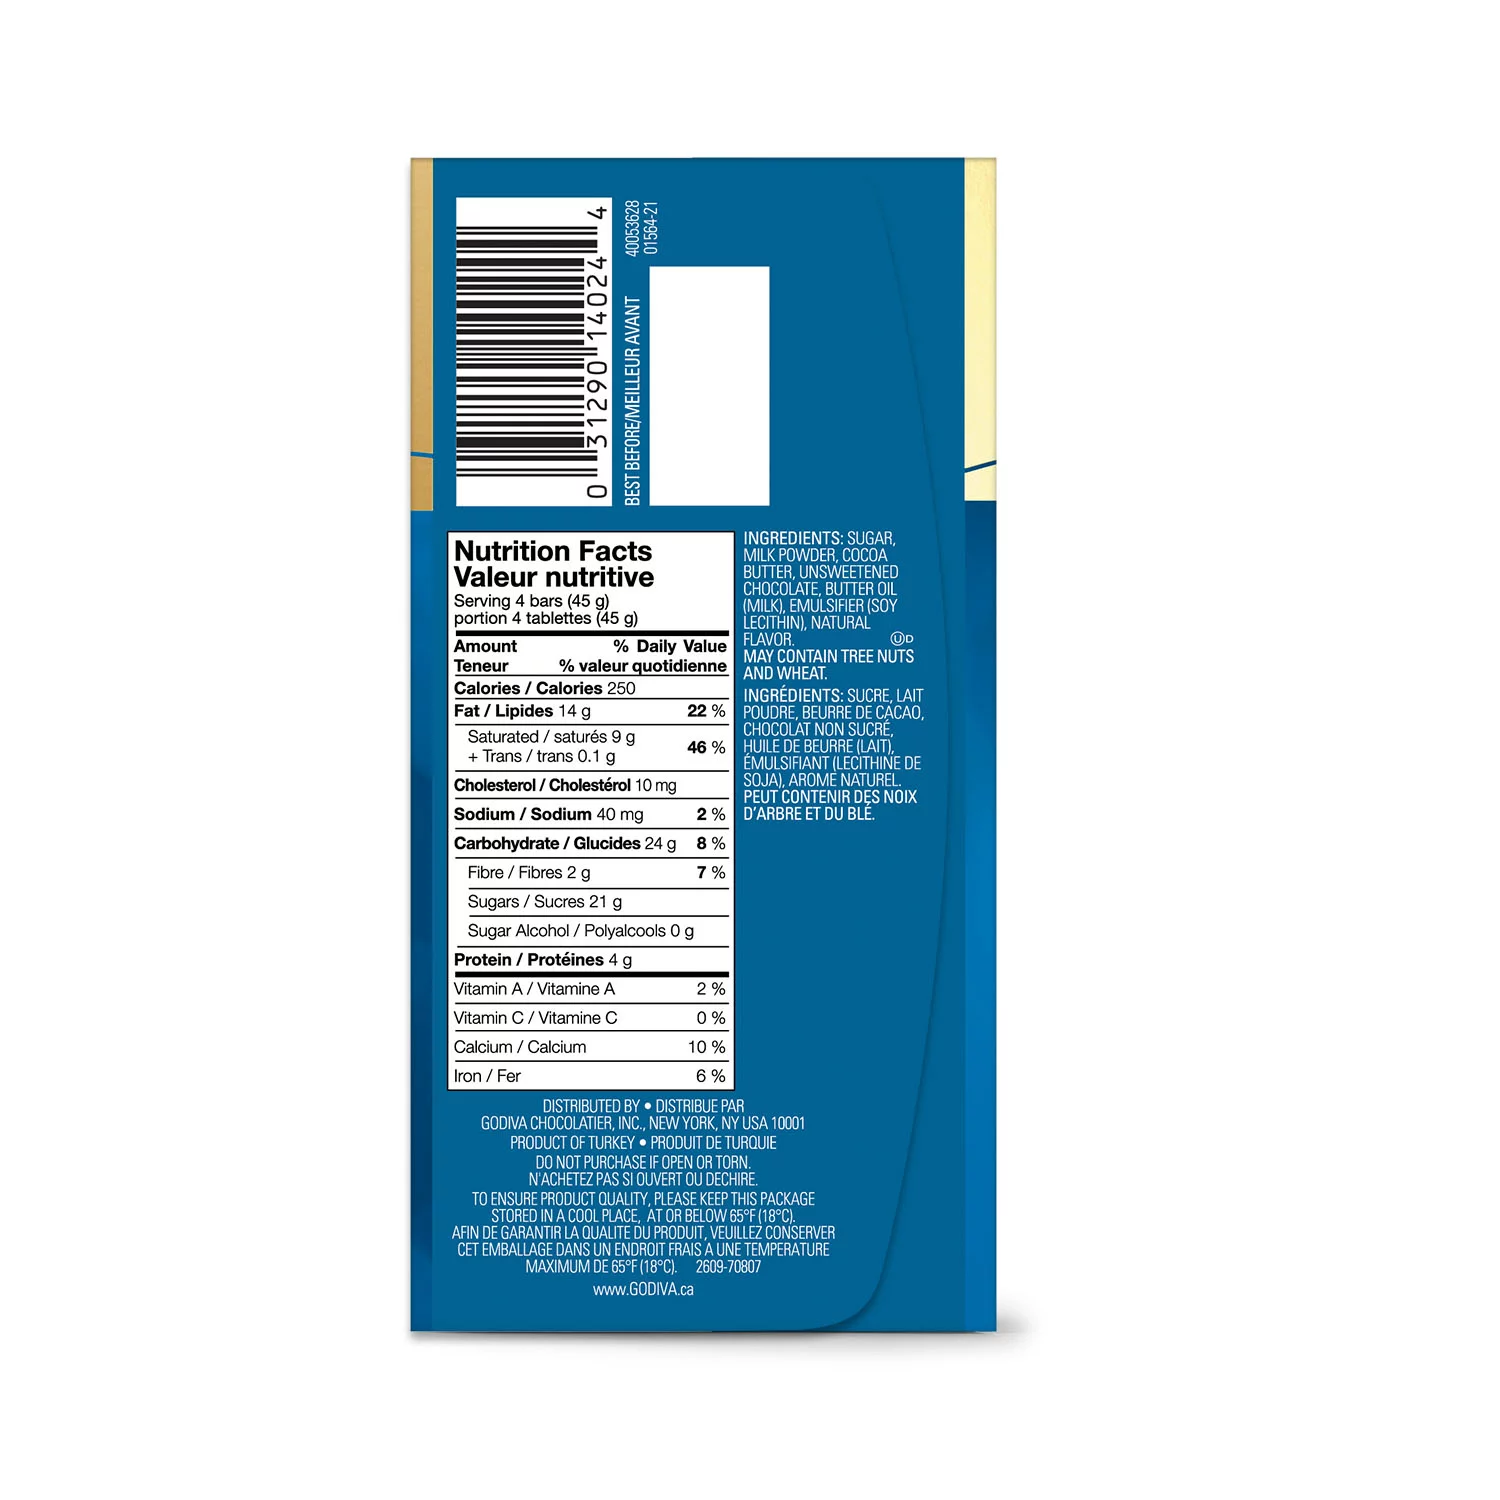 0 31290 14024 4
40053628
01564-21
BEST BEFORE/MEILLEUR AVANT
Nutrition Facts
Valeur nutritive
Serving 4 bars (45 g)
portion 4 tablettes (45 g)
Amount % Daily Value
Teneur % valeur quotidienne
Calories / Calories 250
Fat / Lipides 14 g 22 %
Saturated / saturés 9 g
+ Trans / trans 0.1 g 46 %
Cholesterol / Cholestérol 10 mg
Sodium / Sodium 40 mg 2 %
Carbohydrate / Glucides 24 g 8 %
Fibre / Fibres 2 g 7 %
Sugars / Sucres 21 g
Sugar Alcohol / Polyalcools 0 g
Protein / Protéines 4 g
Vitamin A / Vitamine A 2 %
Vitamin C / Vitamine C 0 %
Calcium / Calcium 10 %
Iron / Fer 6 %
INGREDIENTS: SUGAR,
MILK POWDER, COCOA
BUTTER, UNSWEETENED
CHOCOLATE, BUTTER OIL
(MILK), EMULSIFIER (SOY
LECITHIN), NATURAL
FLAVOR. UD
MAY CONTAIN TREE NUTS
AND WHEAT.
INGRÉDIENTS: SUCRE, LAIT
POUDRE, BEURRE DE CACAO,
CHOCOLAT NON SUCRÉ,
HUILE DE BEURRE (LAIT),
ÉMULSIFIANT (LECITHINE DE
SOJA), AROME NATUREL.
PEUT CONTENIR DES NOIX
D'ARBRE ET DU BLÉ.
DISTRIBUTED BY • DISTRIBUE PAR
GODIVA CHOCOLATIER, INC., NEW YORK, NY USA 10001
PRODUCT OF TURKEY • PRODUIT DE TURQUIE
DO NOT PURCHASE IF OPEN OR TORN.
N'ACHETEZ PAS SI OUVERT OU DECHIRE.
TO ENSURE PRODUCT QUALITY, PLEASE KEEP THIS PACKAGE
STORED IN A COOL PLACE, AT OR BELOW 65°F (18°C).
AFIN DE GARANTIR LA QUALITE DU PRODUIT, VEUILLEZ CONSERVER
CET EMBALLAGE DANS UN ENDROIT FRAIS A UNE TEMPERATURE
MAXIMUM DE 65°F (18°C). 2609-70807
www.GODIVA.ca